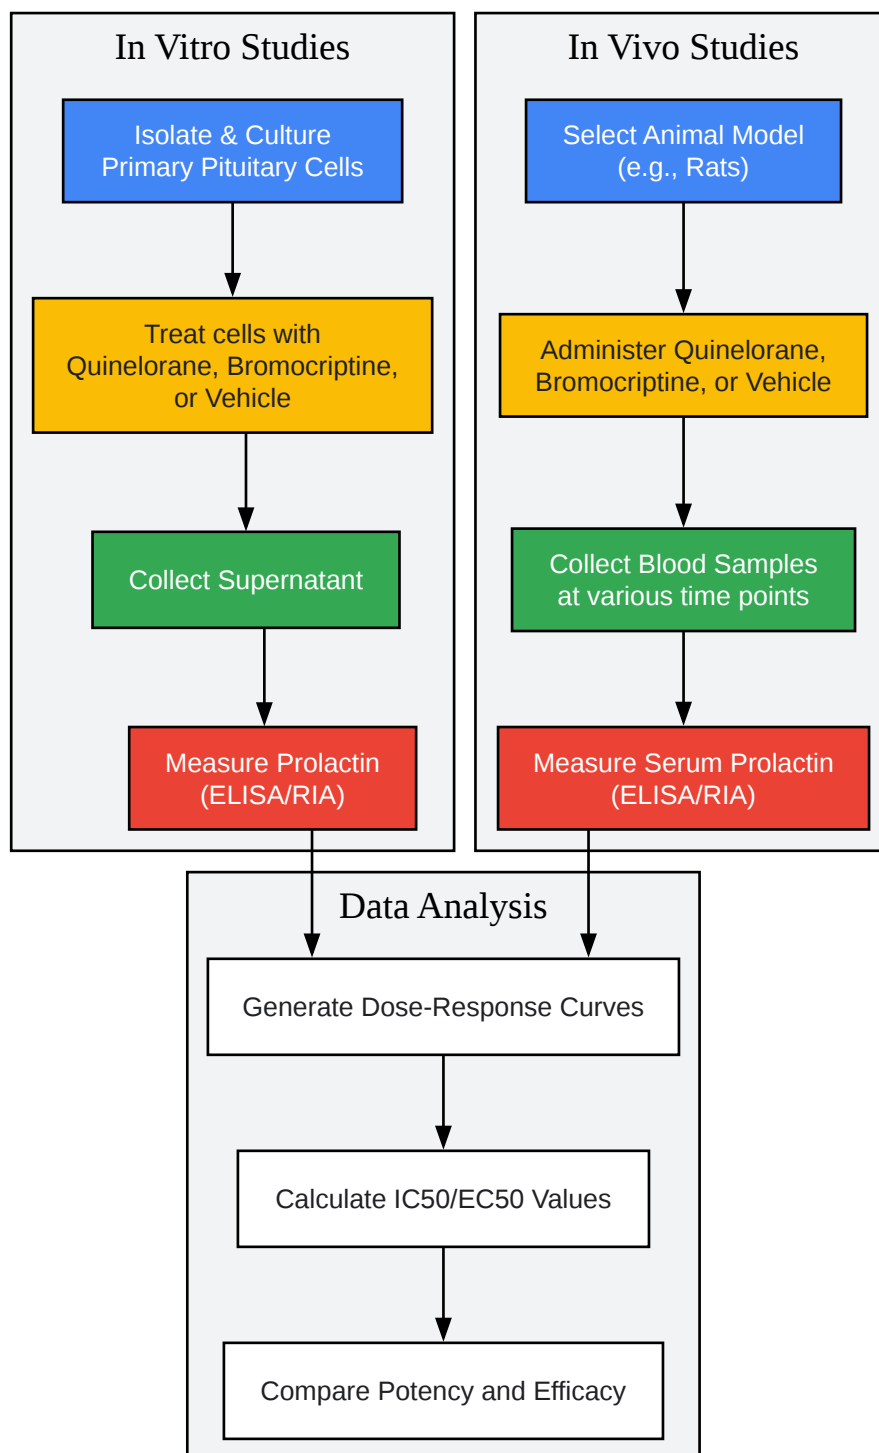 In Vitro Studies
Isolate & Culture
Primary Pituitary Cells
Treat cells with
Quinelorane, Bromocriptine,
or Vehicle
Collect Supernatant
Measure Prolactin
(ELISA/RIA)
In Vivo Studies
Select Animal Model
(e.g., Rats)
Administer Quinelorane,
Bromocriptine, or Vehicle
Collect Blood Samples
at various time points
Measure Serum Prolactin
(ELISA/RIA)
Data Analysis
Generate Dose-Response Curves
Calculate IC50/EC50 Values
Compare Potency and Efficacy